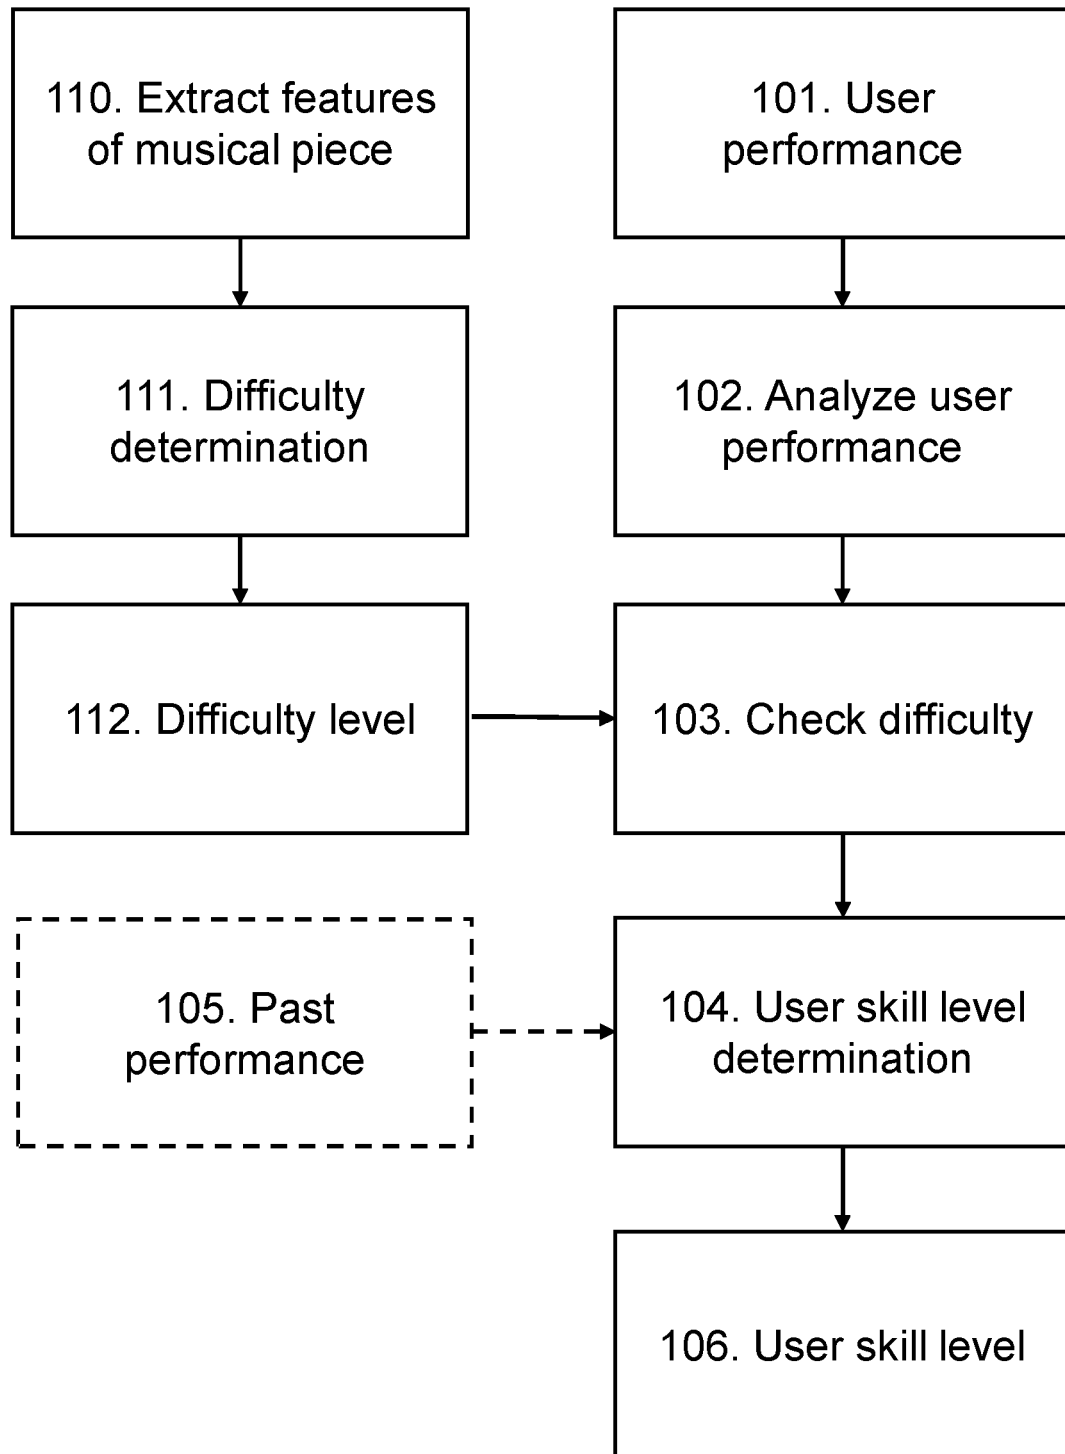 110. Extract features
of musical piece
101. User
performance
111. Difficulty
determination
102. Analyze user
performance
112. Difficulty level
103. Check difficulty
105. Past
performance
104. User skill level
determination
106. User skill level